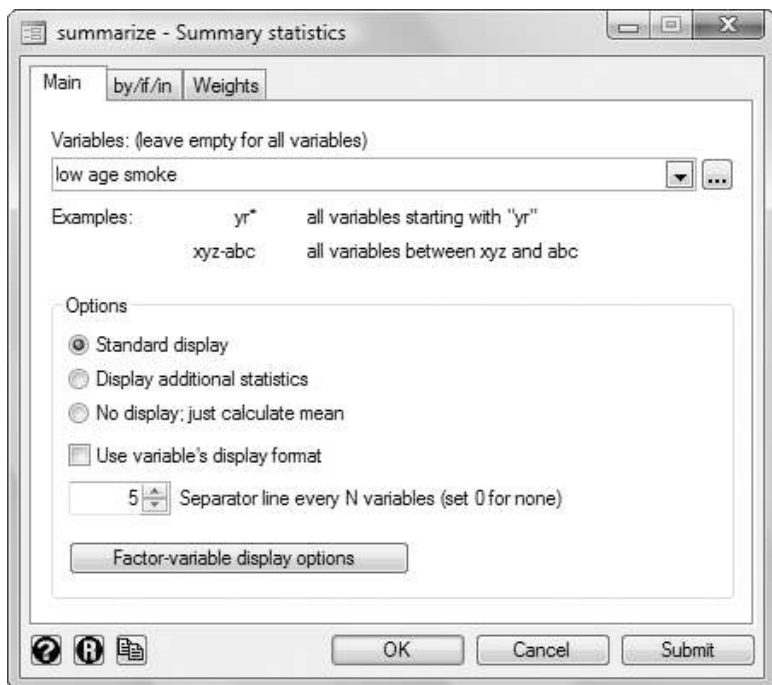 summarize - Summary statistics
Main by/if/in Weights
Variables: (leave empty for all variables)
low age smoke ...
Examples: yr* all variables starting with "yr"
xyz-abc all variables between xyz and abc
Options
Standard display
Display additional statistics
No display; just calculate mean
Use variable's display format
5 Separator line every N variables (set 0 for none)
Factor-variable display options
? R OK Cancel Submit